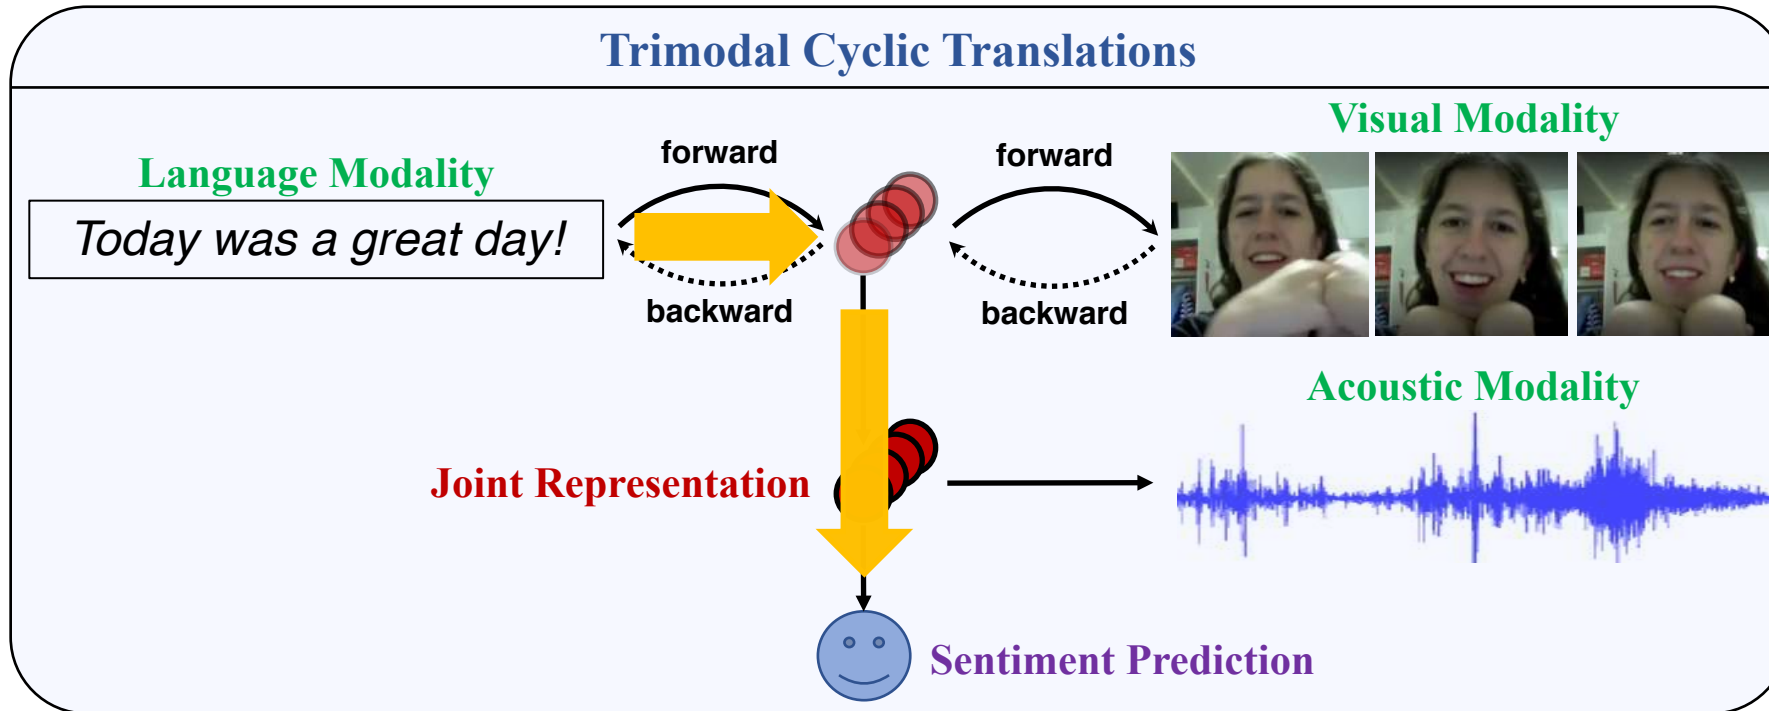 Trimodal Cyclic Translations
Visual Modality
forward
forward
Language Modality
Today was a great day!
backward
backward
Acoustic Modality
Joint Representation
Sentiment Prediction